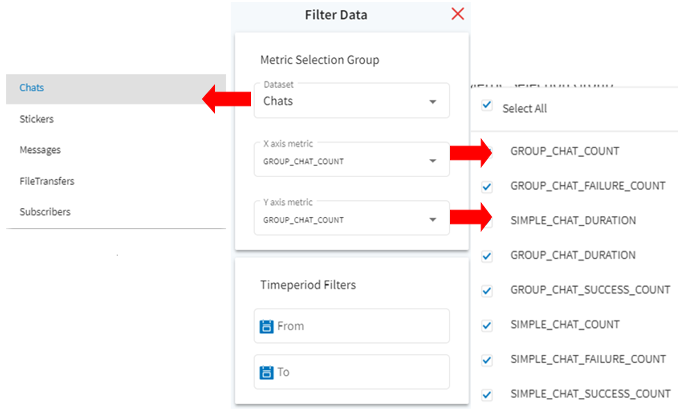 Filter Data
Metric Selection Group
Dataset
Chats
X axis metric
GROUP_CHAT_COUNT
Y axis metric
GROUP_CHAT_COUNT
Timeperiod Filters
From
To
Chats
Stickers
Messages
FileTransfers
Subscribers
Select All
GROUP_CHAT_COUNT
GROUP_CHAT_FAILURE_COUNT
SIMPLE_CHAT_DURATION
GROUP_CHAT_DURATION
GROUP_CHAT_SUCCESS_COUNT
SIMPLE_CHAT_COUNT
SIMPLE_CHAT_FAILURE_COUNT
SIMPLE_CHAT_SUCCESS_COUNT